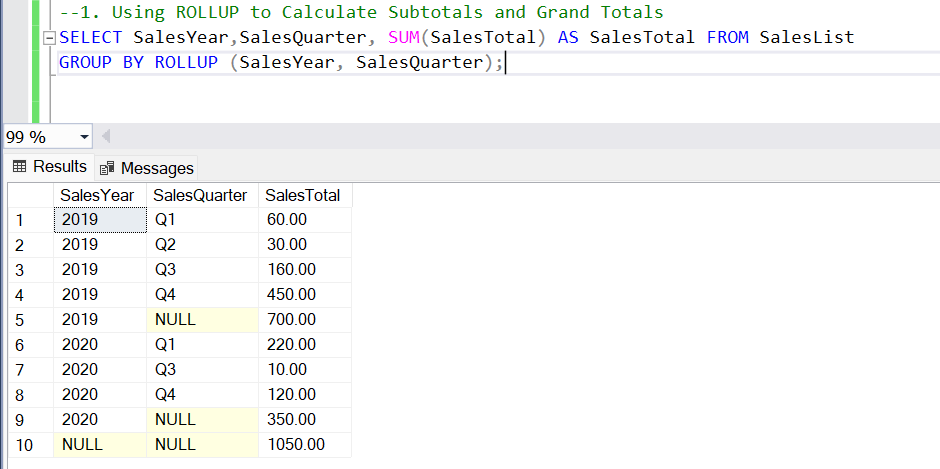 --1. Using ROLLUP to Calculate Subtotals and Grand Totals
SELECT SalesYear,SalesQuarter, SUM(SalesTotal) AS SalesTotal FROM SalesList
GROUP BY ROLLUP (SalesYear, SalesQuarter);
99 %
Results Messages
SalesYear SalesQuarter SalesTotal
1 2019 Q1 60.00
2 2019 Q2 30.00
3 2019 Q3 160.00
4 2019 Q4 450.00
5 2019 NULL 700.00
6 2020 Q1 220.00
7 2020 Q3 10.00
8 2020 Q4 120.00
9 2020 NULL 350.00
10 NULL NULL 1050.00